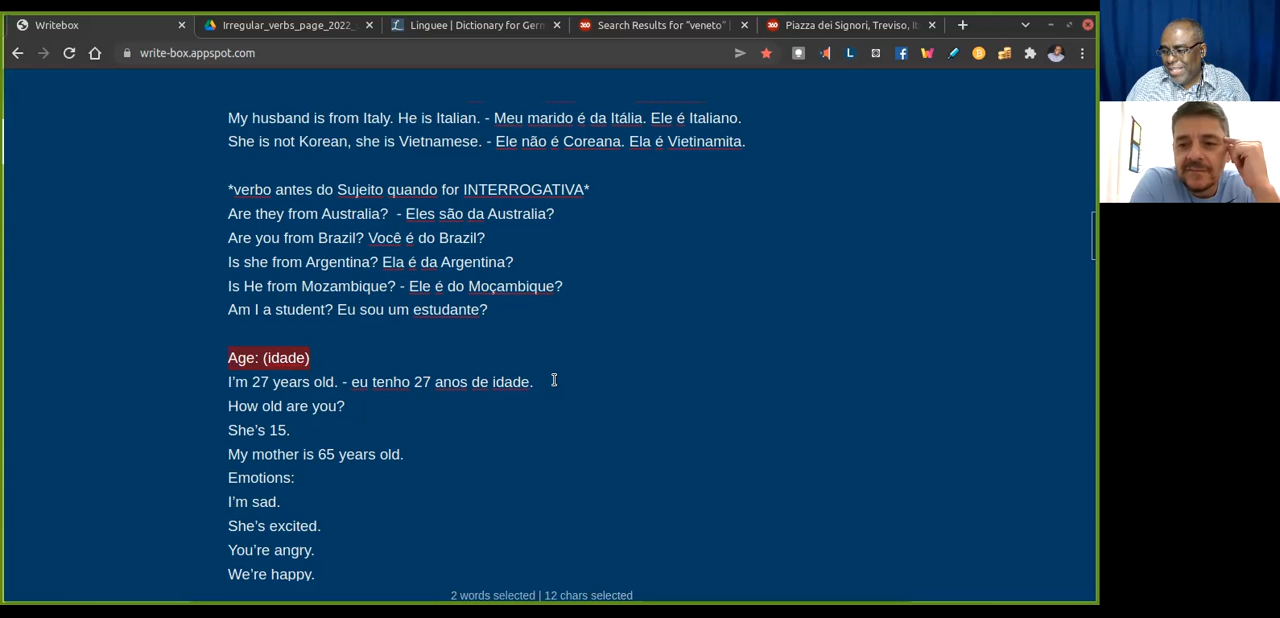 Writebox
Irregular_verbs_page_2022_
Linguee | Dictionary for Ger
Search Results for "veneto" |
Piazza dei Signori, Treviso, It
write-box.appspot.com
My husband is from Italy. He is Italian. - Meu marido é da Itália. Ele é Italiano.
She is not Korean, she is Vietnamese. - Ele não é Coreana. Ela é Vietinamita.
*verbo antes do Sujeito quando for INTERROGATIVA*
Are they from Australia?  - Eles são da Australia?
Are you from Brazil? Você é do Brazil?
Is she from Argentina? Ela é da Argentina?
Is He from Mozambique? - Ele é do Moçambique?
Am I a student? Eu sou um estudante?
Age: (idade)
I'm 27 years old. - eu tenho 27 anos de idade.
How old are you?
She's 15.
My mother is 65 years old.
Emotions:
I'm sad.
She's excited.
You're angry.
We're happy.
2 words selected | 12 chars selected